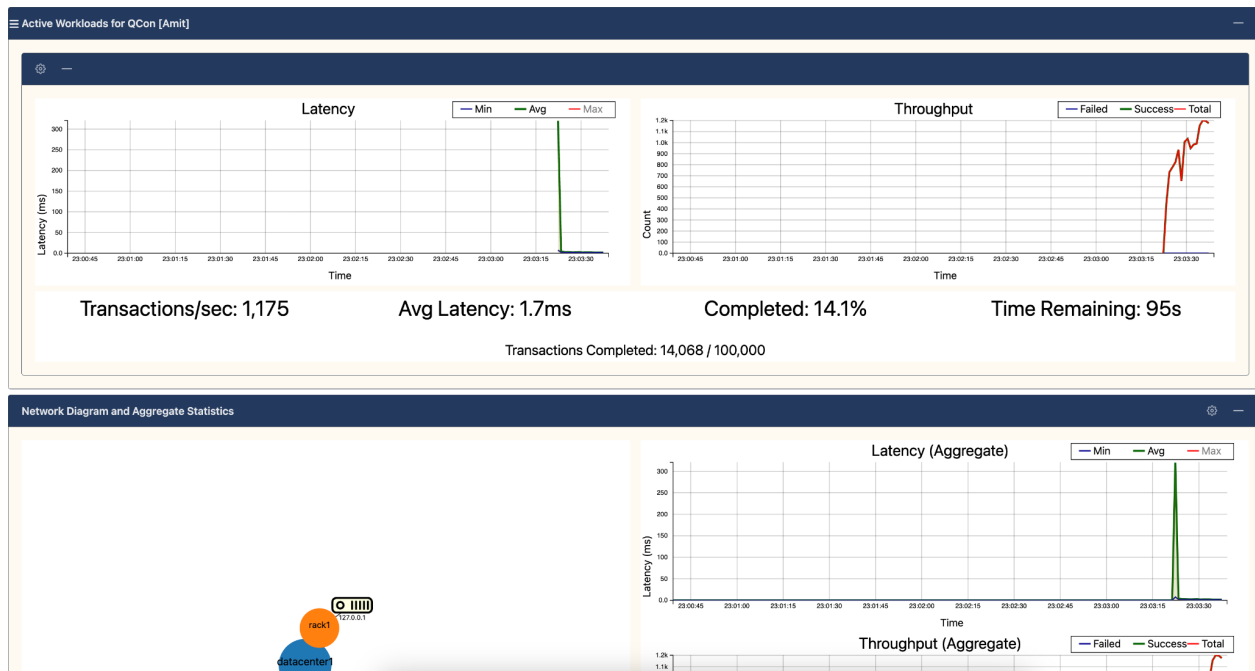 Active Workloads for QCon [Amit]
Latency
Min Avg Max
Latency (ms)
300
250
200
150
100
50
0.0
23:00:45 23:01:00 23:01:15 23:01:30 23:01:45 23:02:00 23:02:15 23:02:30 23:02:45 23:03:00 23:03:15 23:03:30
Time
Throughput
Failed Success Total
Count
1.2k
1.1k
1.0k
900
800
700
600
500
400
300
200
100
0.0
23:00:45 23:01:00 23:01:15 23:01:30 23:01:45 23:02:00 23:02:15 23:02:30 23:02:45 23:03:00 23:03:15 23:03:30
Time
Transactions/sec: 1,175 Avg Latency: 1.7ms Completed: 14.1% Time Remaining: 95s
Transactions Completed: 14,068 / 100,000
Network Diagram and Aggregate Statistics
127.0.0.1
rack1
datacenter1
Latency (Aggregate)
Min Avg Max
Latency (ms)
300
250
200
150
100
50
0.0
23:00:45 23:01:00 23:01:15 23:01:30 23:01:45 23:02:00 23:02:15 23:02:30 23:02:45 23:03:00 23:03:15 23:03:30
Time
Throughput (Aggregate)
Failed Success Total
1.2k
1.1k